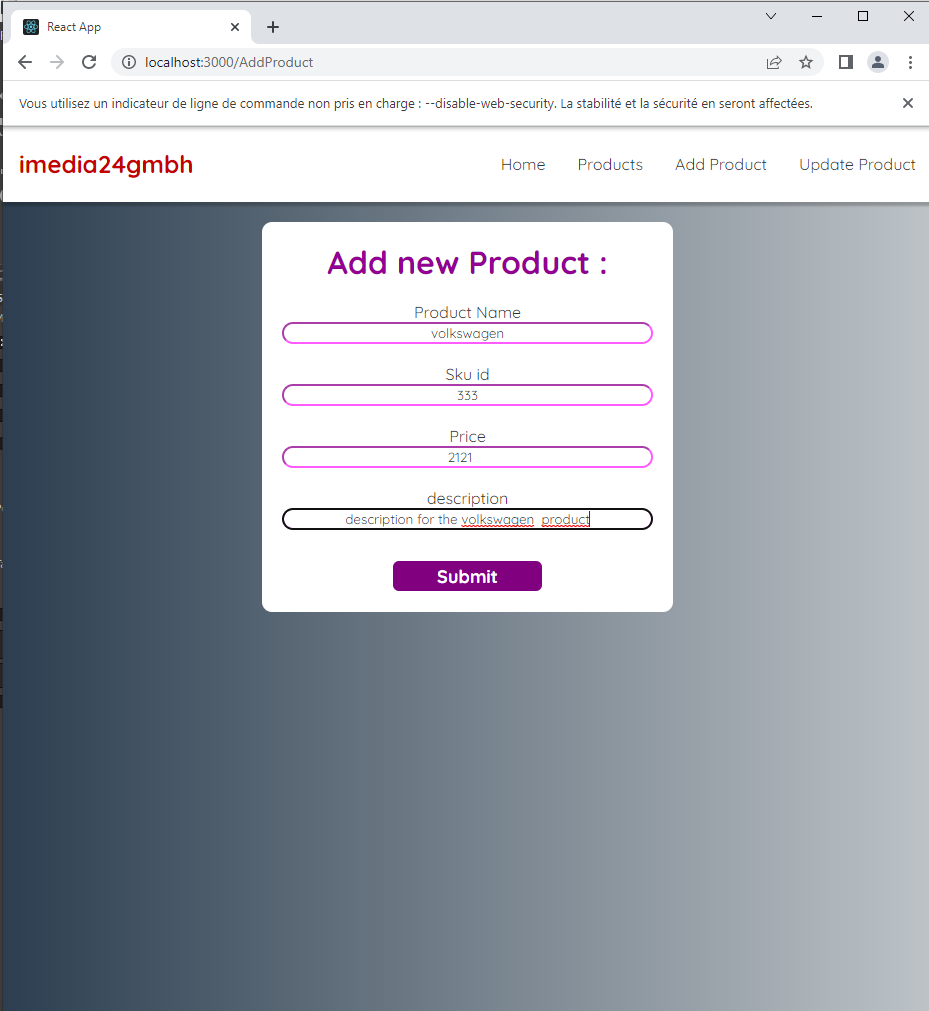 React App
localhost:3000/AddProduct
Vous utilisez un indicateur de ligne de commande non pris en charge : --disable-web-security. La stabilité et la sécurité en seront affectées.
imedia24gmbh
Home Products Add Product Update Product
Add new Product :
Product Name
volkswagen
Sku id
333
Price
2121
description
description for the volkswagen product
Submit